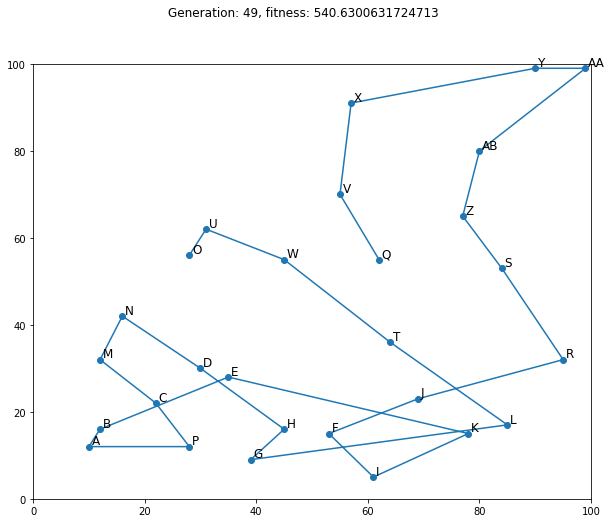 Generation: 49, fitness: 540.6300631724713
100
Y
AA
X
80
AB
V
Z
60
U
O
W
Q
S
40
N
T
M
D
E
R
20
C
J
B
H
F
K
L
A
P
G
I
0
0
20
40
60
80
100